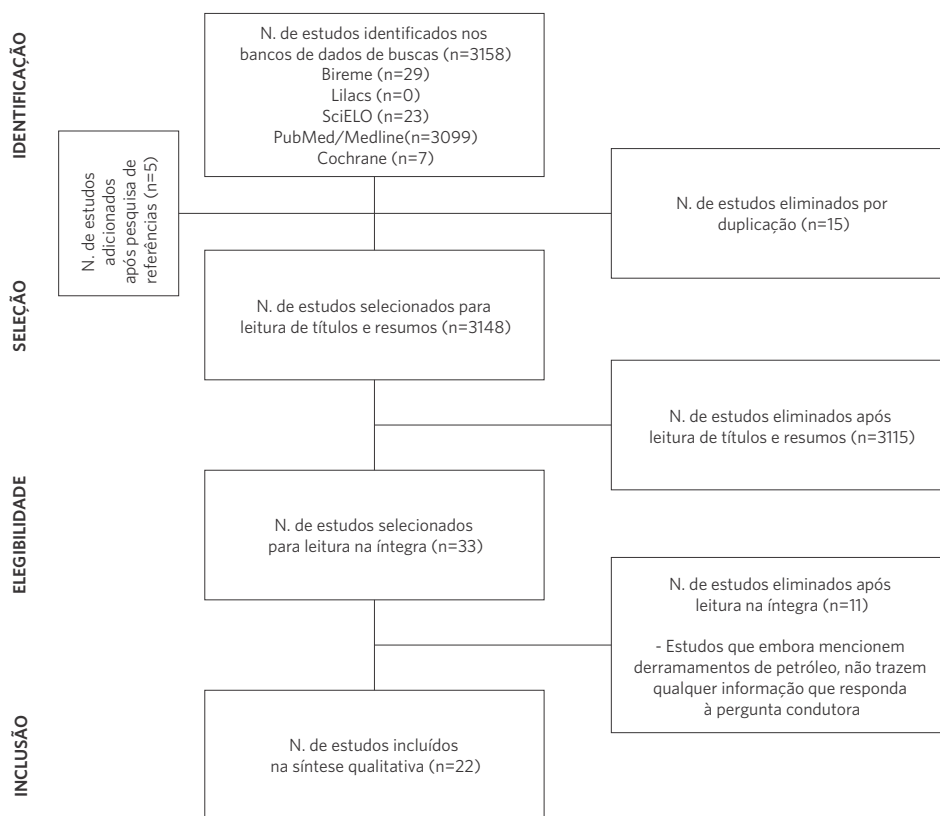 IDENTIFICAÇÃO
N. de estudos identificados nos
bancos de dados de buscas (n=3158)
Bireme (n=29)
Lilacs (n=0)
SciELO (n=23)
PubMed/Medline(n=3099)
Cochrane (n=7)
N. de estudos
adicionados
após pesquisa de
referências (n=5)
N. de estudos eliminados por
duplicação (n=15)
SELEÇÃO
N. de estudos selecionados para
leitura de títulos e resumos (n=3148)
N. de estudos eliminados após
leitura de títulos e resumos (n=3115)
ELEGIBILIDADE
N. de estudos selecionados
para leitura na íntegra (n=33)
N. de estudos eliminados após
leitura na íntegra (n=11)
- Estudos que embora mencionem
derramamentos de petróleo, não trazem
qualquer informação que responda
à pergunta condutora
INCLUSÃO
N. de estudos incluídos
na síntese qualitativa (n=22)